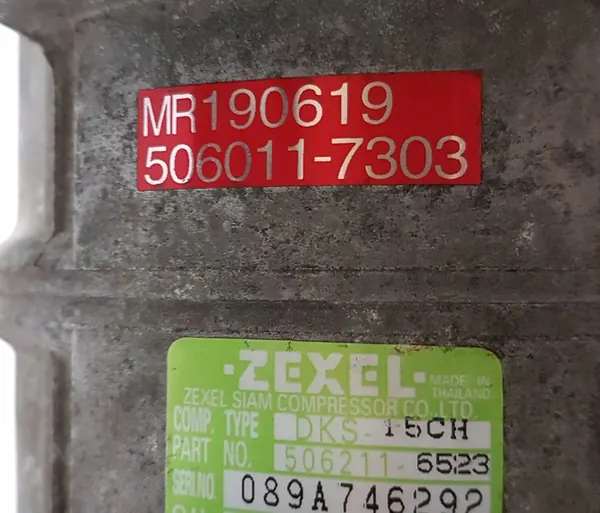 MR190619
506011-7303
·ZEXEL·
MADE IN
THAILAND
ZEXEL SIAM COMPRESSOR CO.,LTD.
COMP. TYPE DKS-15CH
PART NO. 506211-6523
SERI.NO. 089A746292